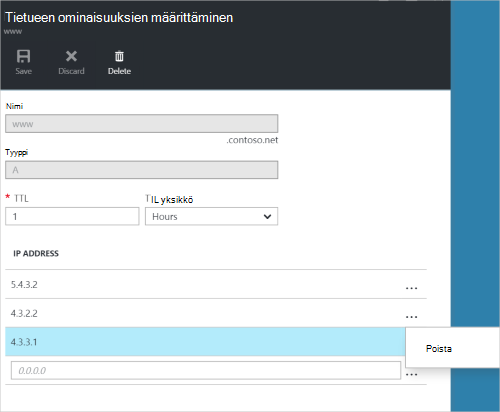 Tietueen ominaisuuksien määrittäminen
www
Save Discard Delete
Nimi
www
.contoso.net
Tyyppi
A
* TTL TIL yksikkö
1 Hours
IP ADDRESS
5.4.3.2 ...
4.3.2.2 ...
4.3.3.1
Poista
0.0.0.0 ...